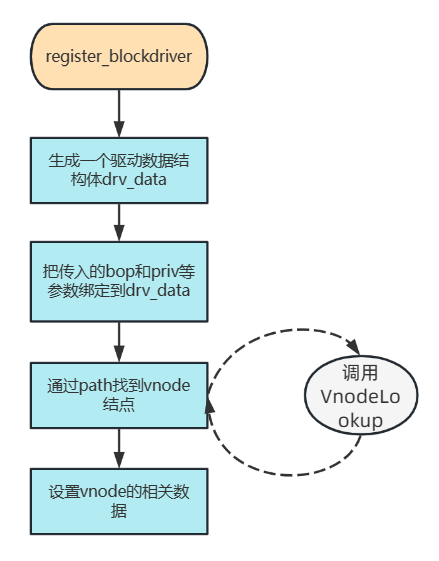 register_blockdriver
生成一个驱动数据结
构体drv_data
把传入的bop和priv等
参数绑定到drv_data
通过path找到vnode
结点
调用
VnodeLo
okup
设置vnode的相关数
据